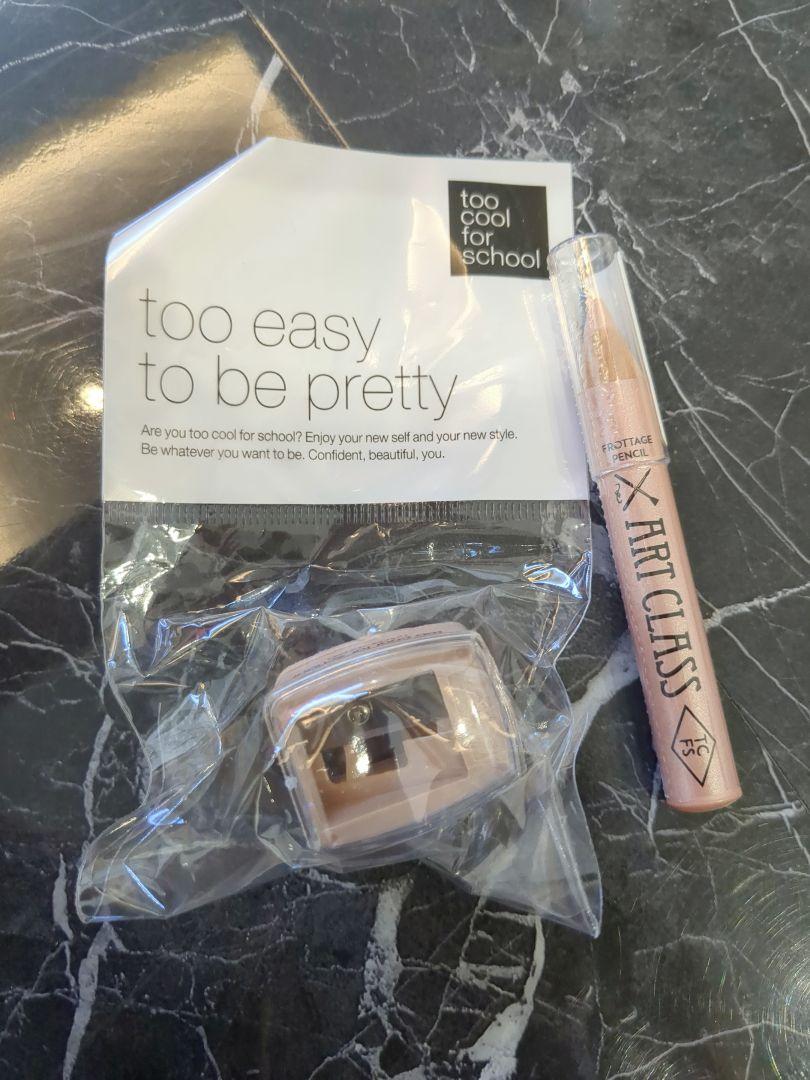 too
cool
for
school
too easy
to be pretty
Are you too cool for school? Enjoy your new self and your new style.
Be whatever you want to be. Confident, beautiful, you.
FROTTAGE
PENCIL
ART CLASS
TC
FS